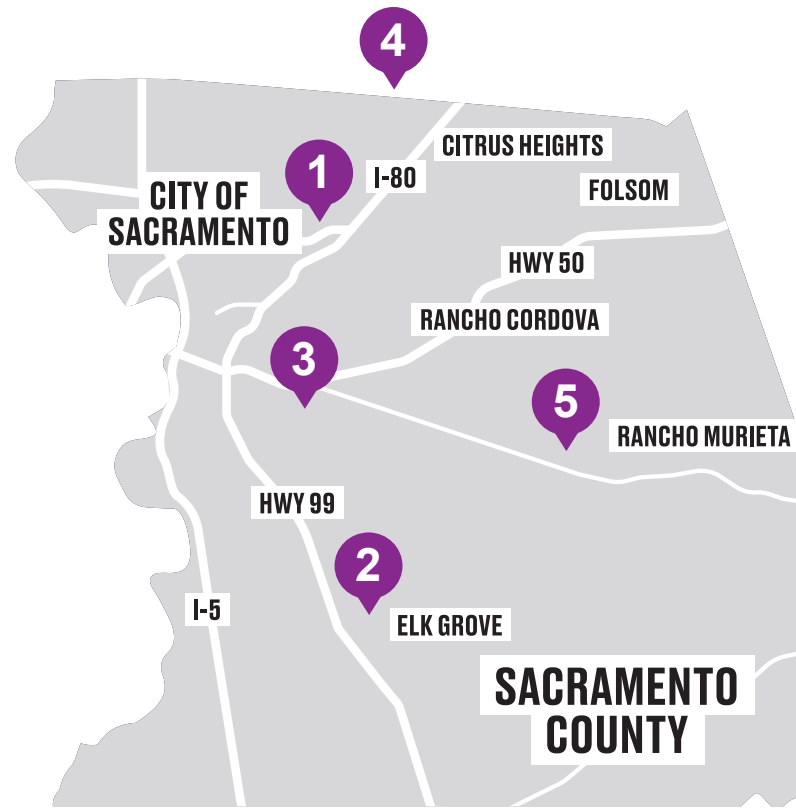 4
CITRUS HEIGHTS
1
I-80
CITY OF
SACRAMENTO
FOLSOM
HWY 50
RANCHO CORDOVA
3
5
RANCHO MURIETA
HWY 99
2
I-5
ELK GROVE
SACRAMENTO
COUNTY